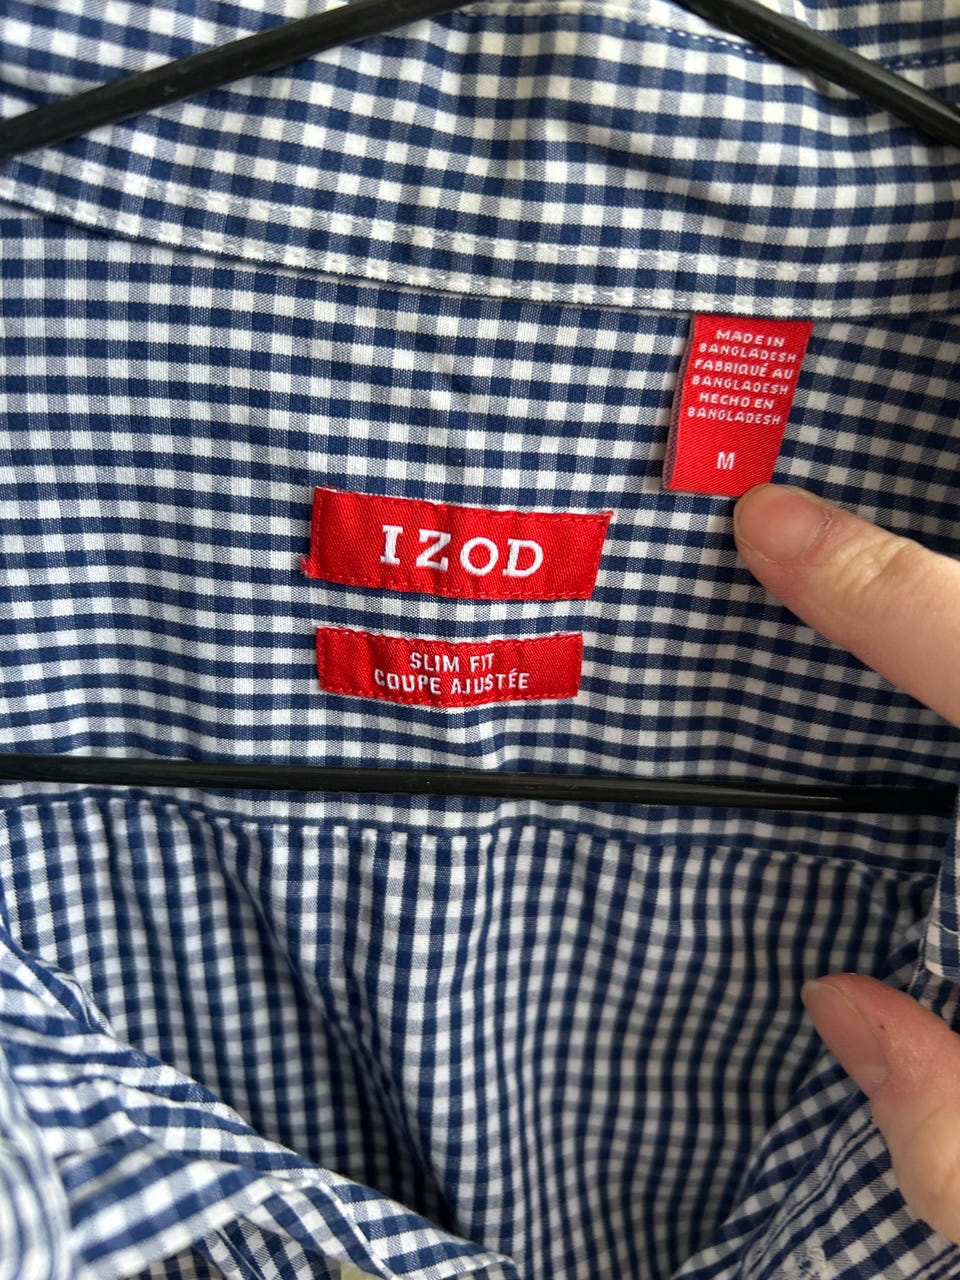 MADE IN
BANGLADESH
FABRIQUÉ AU
BANGLADESH
HECHO EN
BANGLADESH
M
IZOD
SLIM FIT
COUPE AJUSTÉE